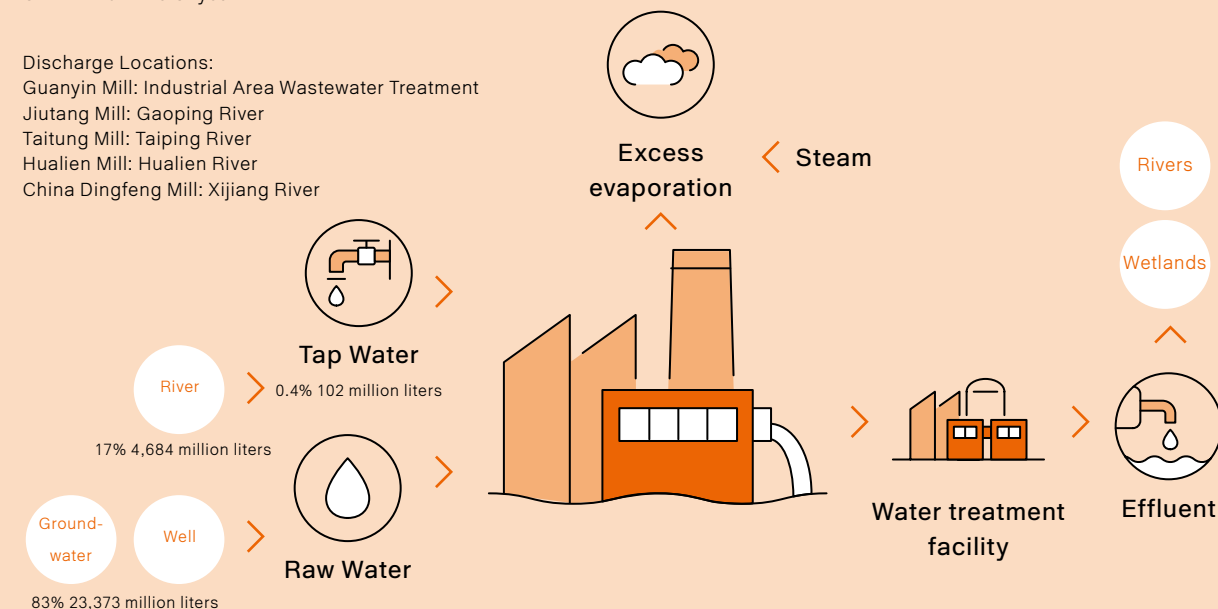 Discharge Locations:
Guanyin Mill: Industrial Area Wastewater Treatment
Jiutang Mill: Gaoping River
Taitung Mill: Taiping River
Hualien Mill: Hualien River
China Dingfeng Mill: Xijiang River
Excess
evaporation
Steam
Rivers
Wetlands
Tap Water
0.4% 102 million liters
River
17% 4,684 million liters
Ground-
water
Well
83% 23,373 million liters
Raw Water
Water treatment
facility
Effluent